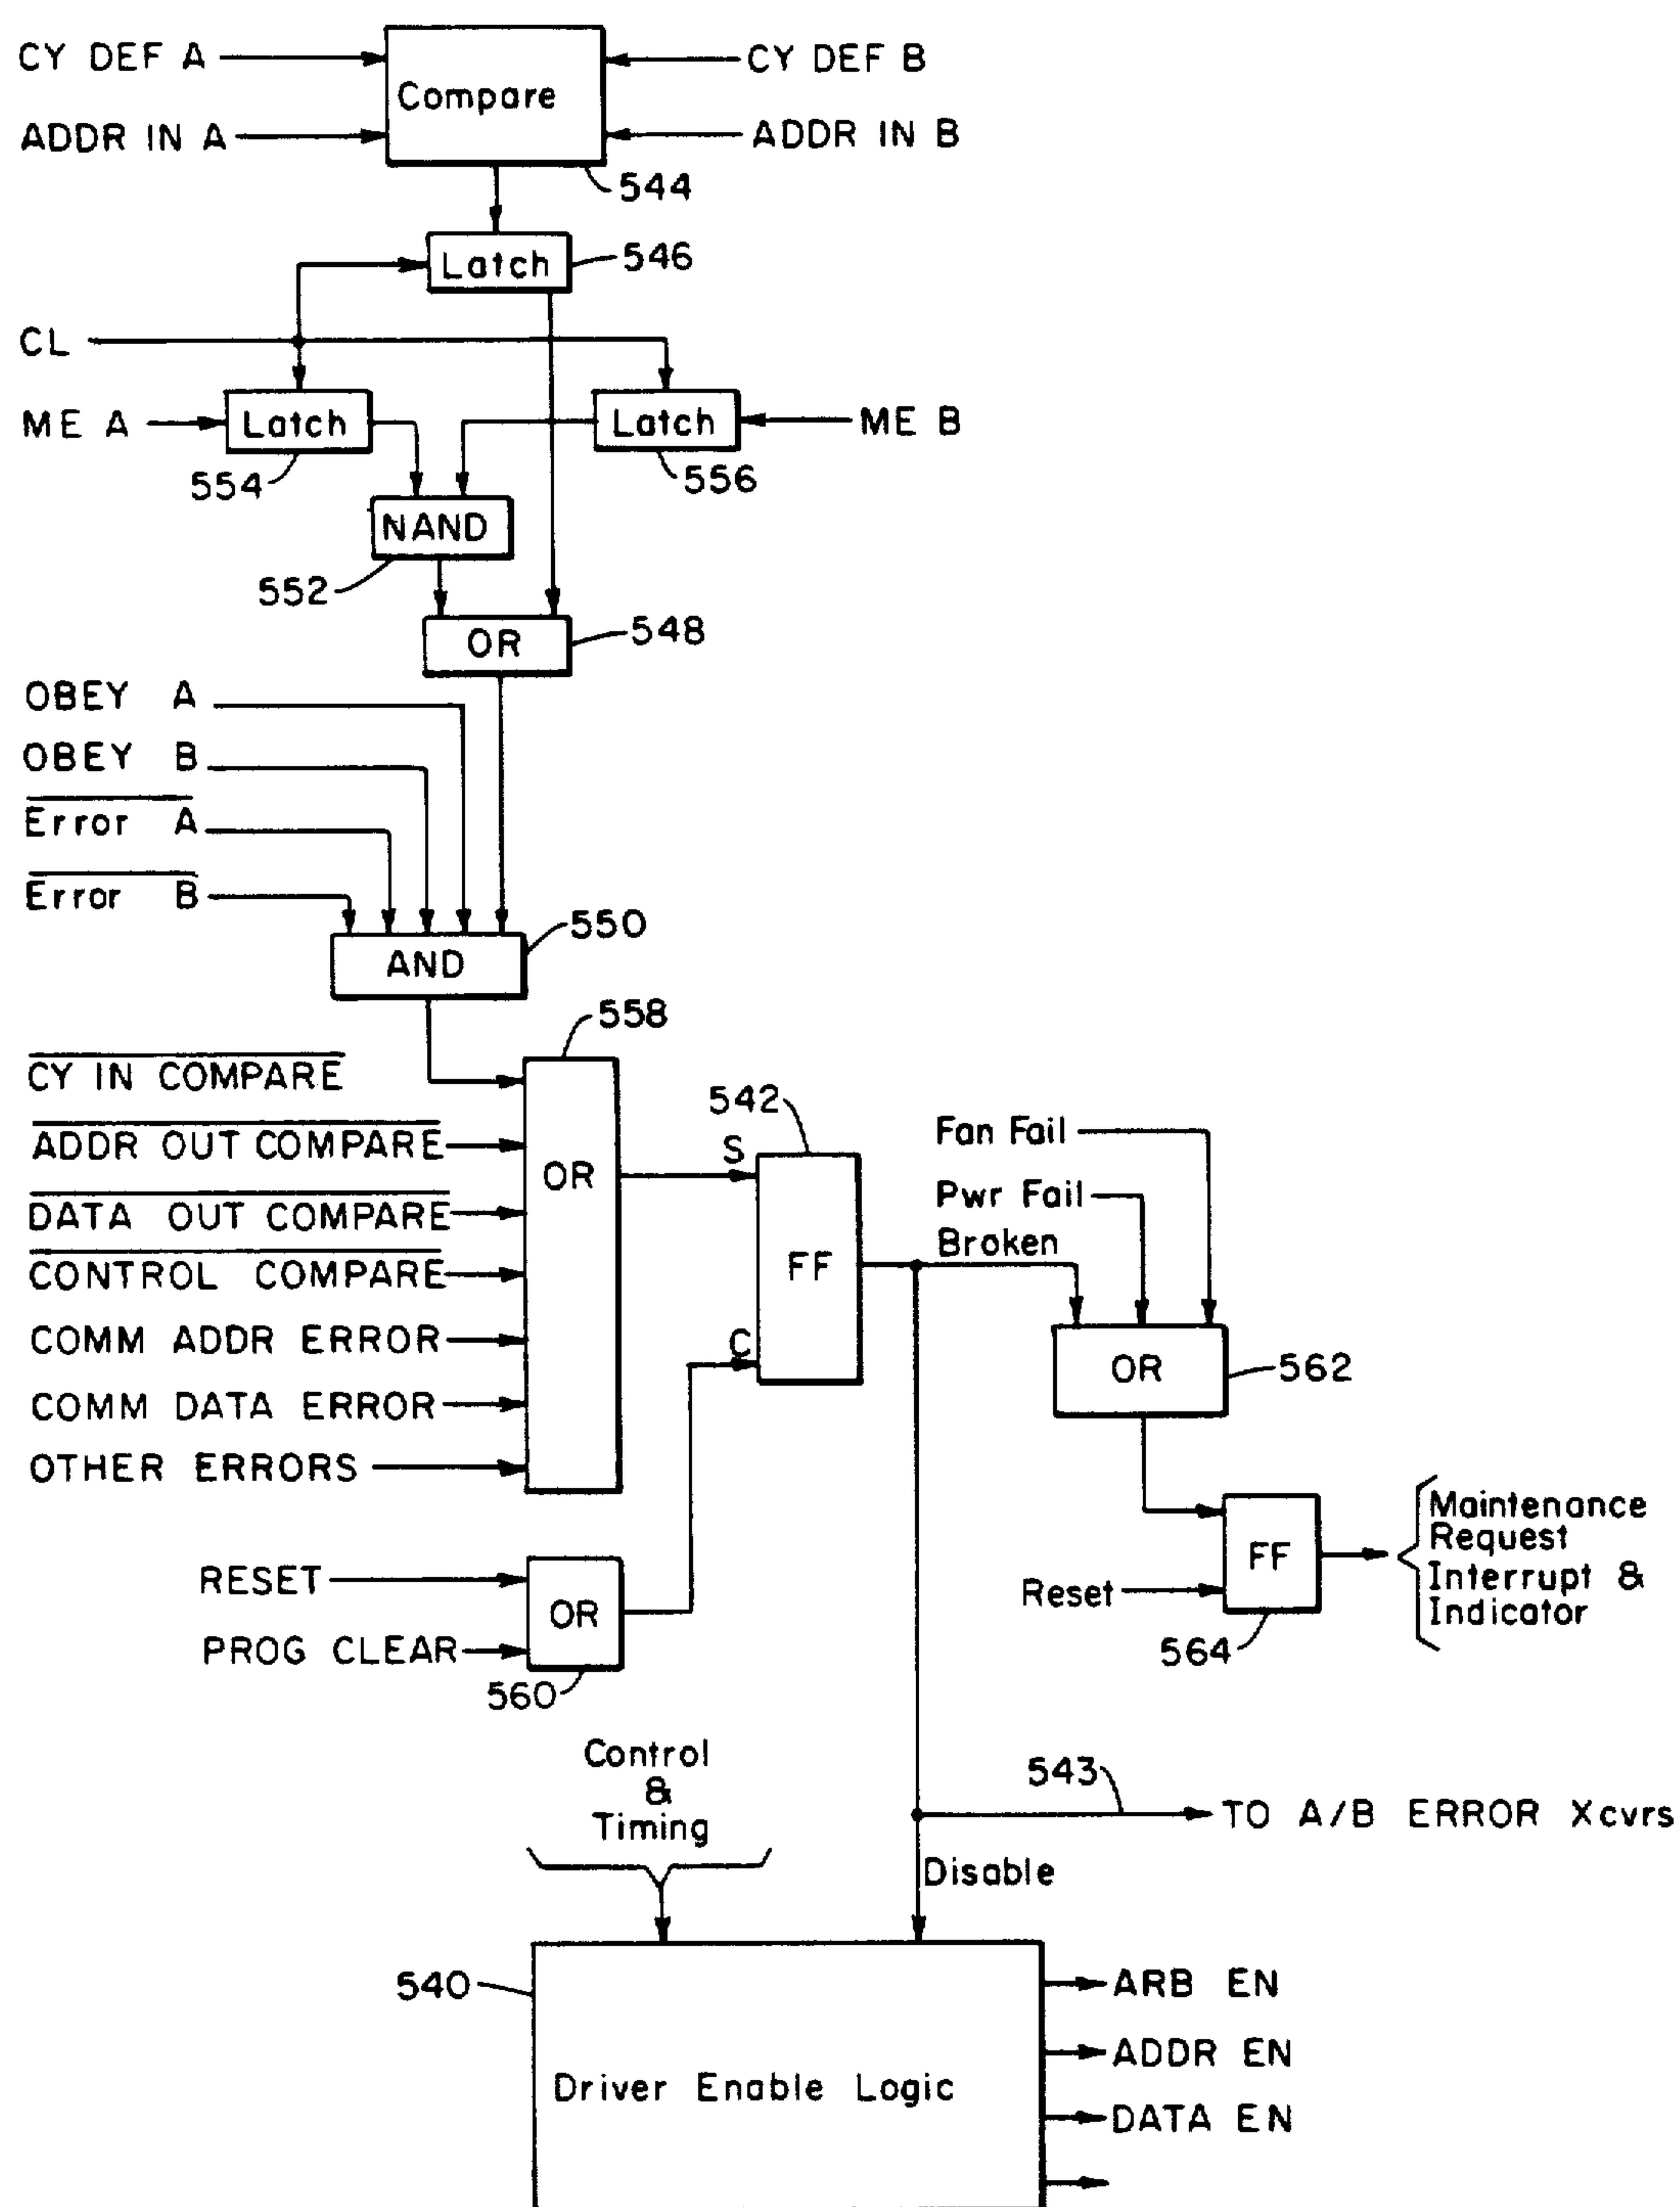 CY DEF A
CY DEF B
Compare
ADDR IN A
ADDR IN B
544
Latch
546
CL
ME A
Latch
Latch
ME B
554
556
NAND
552
OR
548
OBEY A
OBEY B
Error A
Error B
550
AND
558
CY IN COMPARE
542
ADDR OUT COMPARE
S
Fan Fail
OR
DATA OUT COMPARE
Pwr Fail
Broken
CONTROL COMPARE
FF
COMM ADDR ERROR
C
OR
562
COMM DATA ERROR
OTHER ERRORS
Maintenance
Request
Interrupt &
Indicator
FF
RESET
Reset
OR
PROG CLEAR
564
560
Control
&
Timing
543
TO A/B ERROR Xcvrs
Disable
540
ARB EN
ADDR EN
Driver Enable Logic
DATA EN